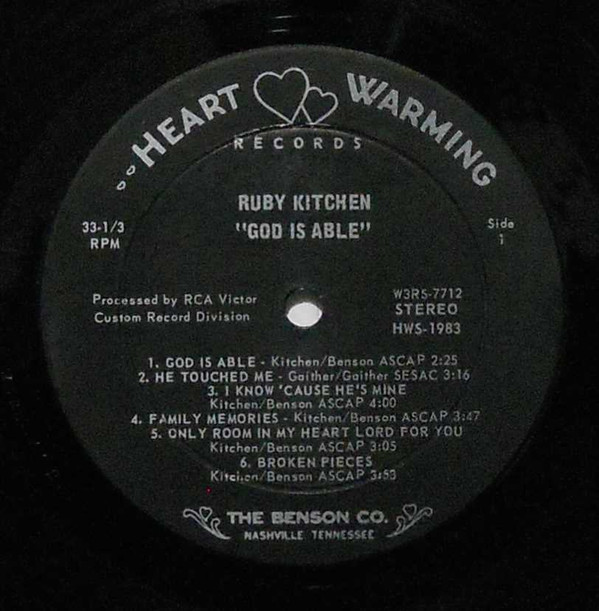 HEART WARMING
RECORDS
RUBY KITCHEN
"GOD IS ABLE"
33-1/3
RPM
Side
1
Processed by RCA Victor
Custom Record Division
W3RS-7712
STEREO
HWS-1983
1. GOD IS ABLE - Kitchen/Benson ASCAP 2:25
2. HE TOUCHED ME - Gaither/Gaither SESAC 3:16
3. I KNOW 'CAUSE HE'S MINE
Kitchen/Benson ASCAP 4:00
4. FAMILY MEMORIES - Kitchen/Benson ASCAP 3:47
5. ONLY ROOM IN MY HEART LORD FOR YOU
Kitchen/Benson ASCAP 3:05
6. BROKEN PIECES
Kitchen/Benson ASCAP 3:53
THE BENSON CO.
NASHVILLE TENNESSEE